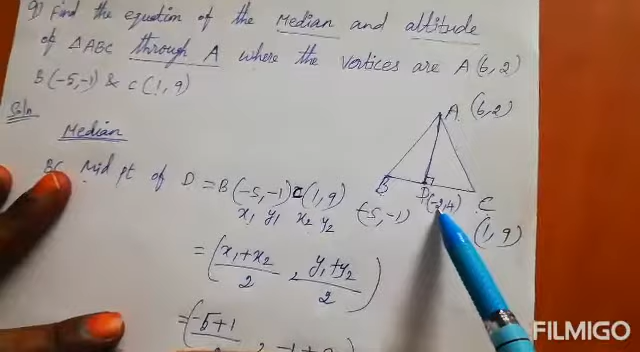 9) Find the equation of the Median and altitude
of △ABC through A where the vertices are A(6,2)
B(-5,-1) & C(1,9)
Soln
Median
A (6,2)
BC Mid pt of D = B(-5,-1) C(1,9)
x₁ y₁ x₂ y₂
B
D(-2,4)
C
(-5,-1)
(1,9)
= (x₁+x₂/2 , y₁+y₂/2)
= (-5+1
, -1+9)
FILMIGO